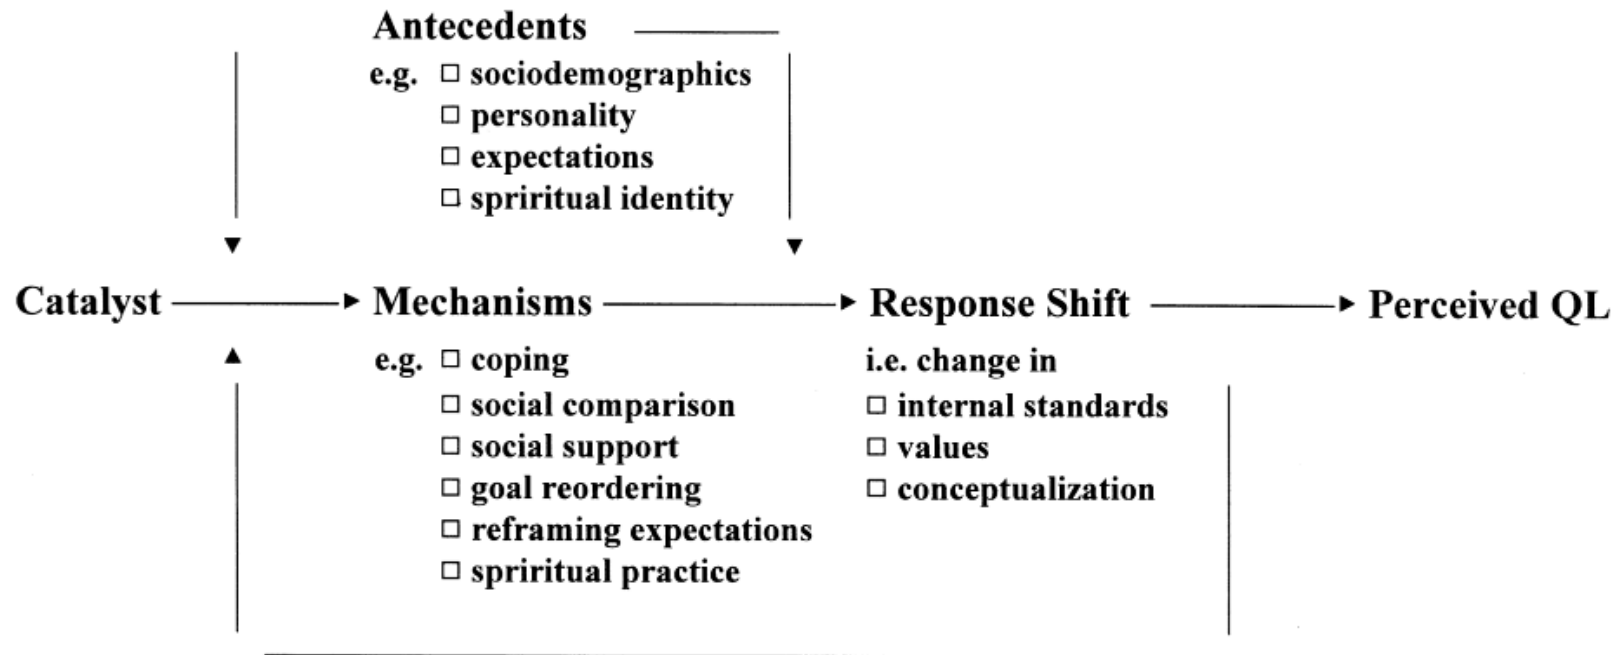 Antecedents
e.g. □ sociodemographics
□ personality
□ expectations
□ spriritual identity
Catalyst
Mechanisms
Response Shift
Perceived QL
e.g. □ coping
□ social comparison
□ social support
□ goal reordering
□ reframing expectations
□ spriritual practice
i.e. change in
□ internal standards
□ values
□ conceptualization